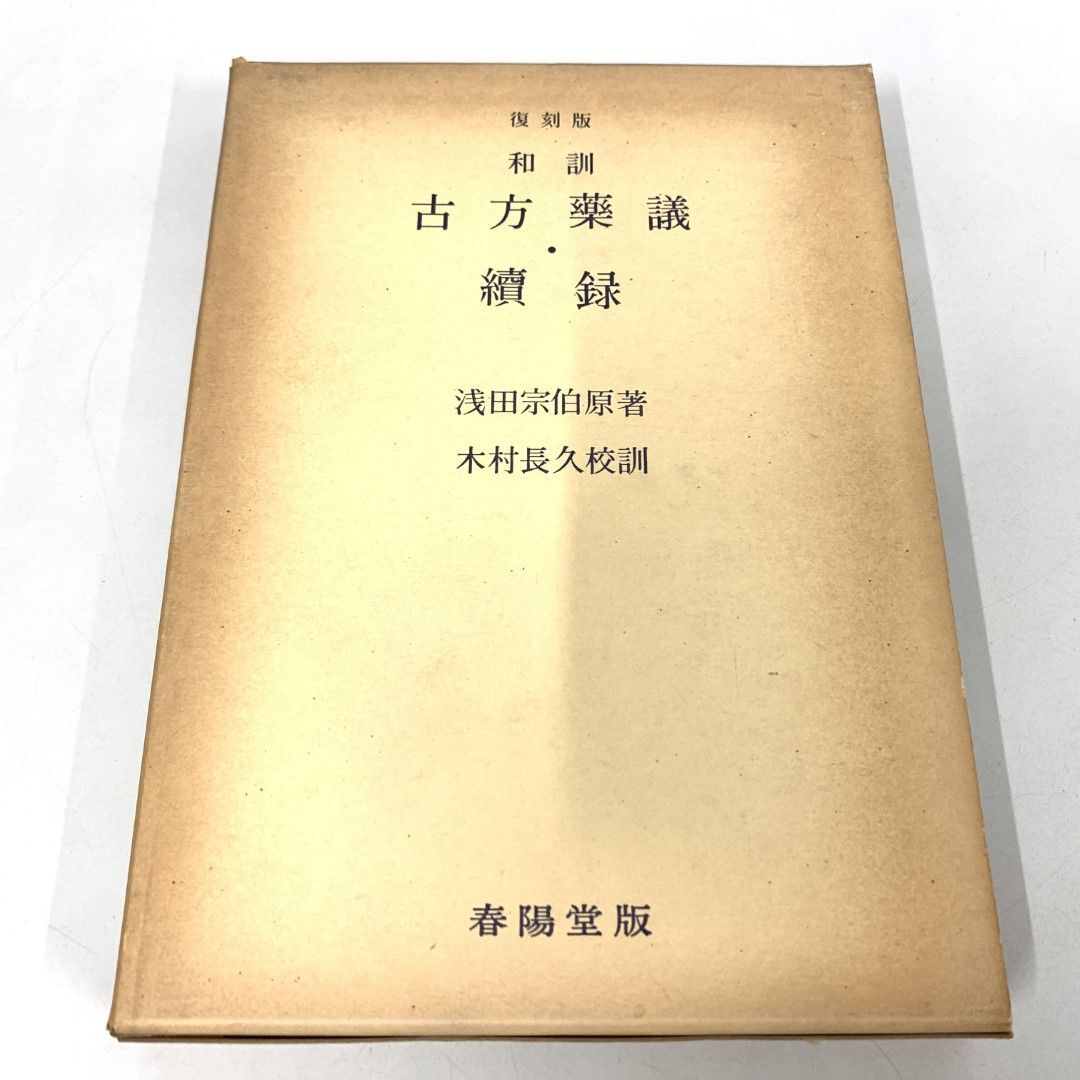 復刻版
和訓
古方藥議
・
續録
浅田宗伯原著
木村長久校訓
春陽堂版